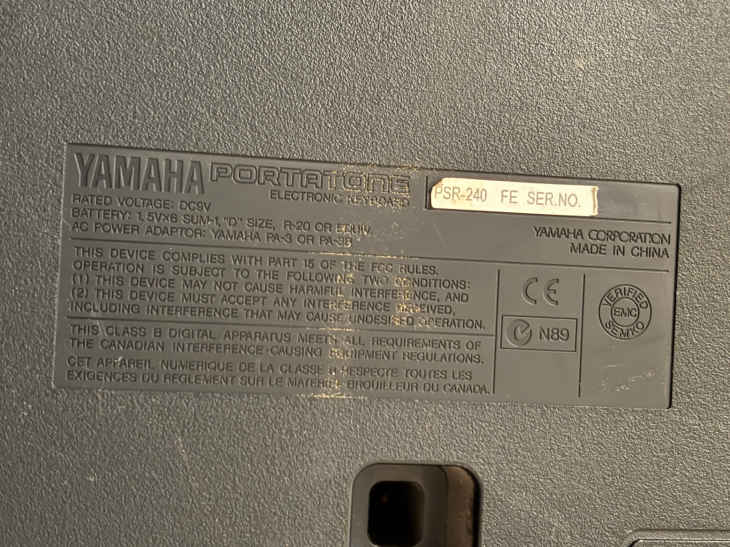 YAMAHA PORTATONE
ELECTRONIC KEYBOARD
PSR-240 FE SER.NO.
RATED VOLTAGE: DC9V
BATTERY: 1.5V×6 SUM-1, "D" SIZE, R-20 OR EQUIV.
AC POWER ADAPTOR: YAMAHA PA-3 OR PA-3B
YAMAHA CORPORATION
MADE IN CHINA
THIS DEVICE COMPLIES WITH PART 15 OF THE FCC RULES.
OPERATION IS SUBJECT TO THE FOLLOWING TWO CONDITIONS:
(1) THIS DEVICE MAY NOT CAUSE HARMFUL INTERFERENCE, AND
(2) THIS DEVICE MUST ACCEPT ANY INTERFERENCE RECEIVED,
INCLUDING INTERFERENCE THAT MAY CAUSE UNDESIRED OPERATION.
THIS CLASS B DIGITAL APPARATUS MEETS ALL REQUIREMENTS OF
THE CANADIAN INTERFERENCE-CAUSING EQUIPMENT REGULATIONS.
CET APPAREIL NUMERIQUE DE LA CLASSE B RESPECTE TOUTES LES
EXIGENCES DU REGLEMENT SUR LE MATERIEL BROUILLEUR DU CANADA.
CE
N89
VERIFIED
EMC
SEMKO